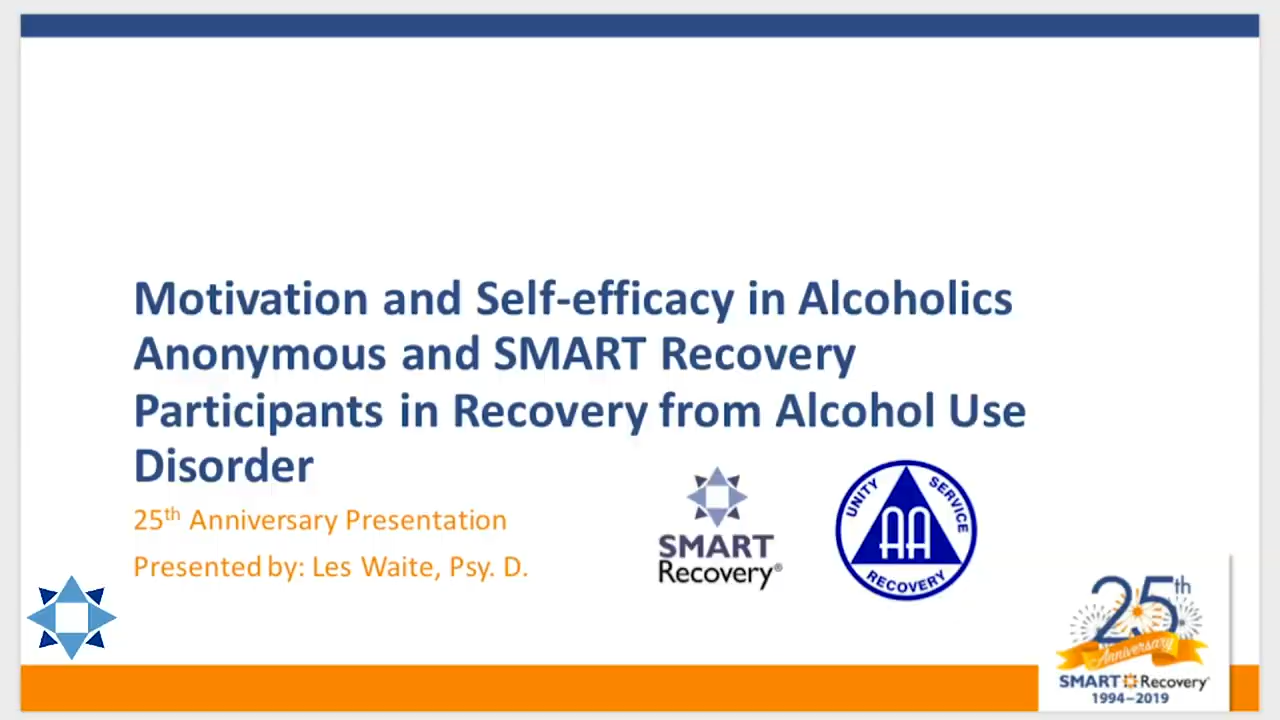 Motivation and Self-efficacy in Alcoholics
Anonymous and SMART Recovery
Participants in Recovery from Alcohol Use
Disorder
25th Anniversary Presentation
Presented by: Les Waite, Psy. D.
SMART
Recovery®
UNITY
SERVICE
AA
RECOVERY
25th
Anniversary
SMART Recovery®
1994–2019